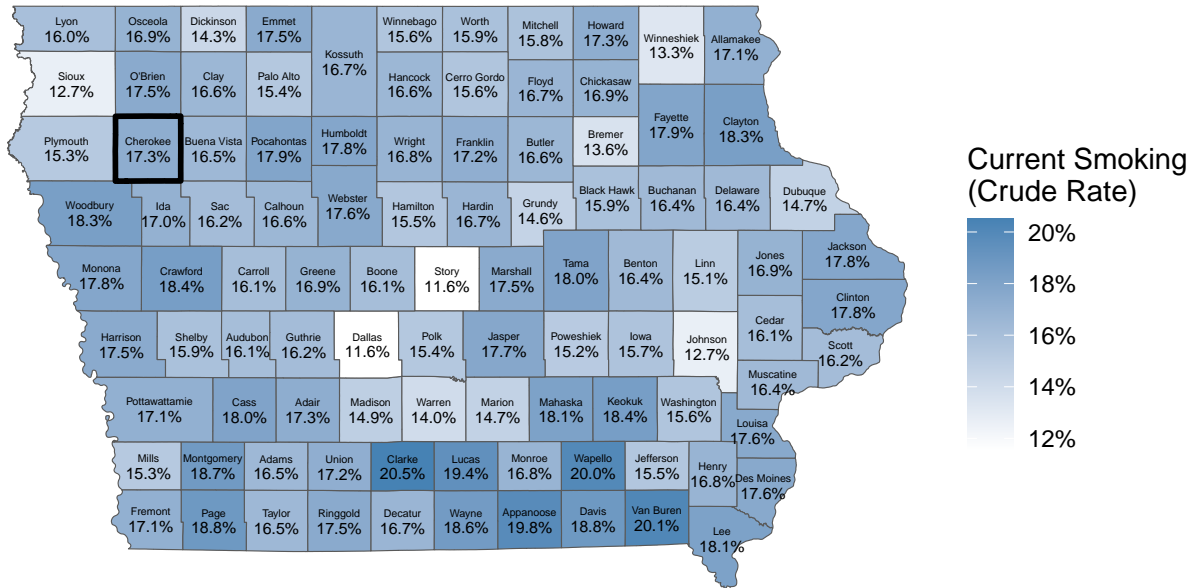 Lyon
16.0%
Osceola
16.9%
Dickinson
14.3%
Emmet
17.5%
Kossuth
16.7%
Winnebago
15.6%
Worth
15.9%
Mitchell
15.8%
Howard
17.3%
Winneshiek
13.3%
Allamakee
17.1%
Sioux
12.7%
O'Brien
17.5%
Clay
16.6%
Palo Alto
15.4%
Hancock
16.6%
Cerro Gordo
15.6%
Floyd
16.7%
Chickasaw
16.9%
Plymouth
15.3%
Cherokee
17.3%
Buena Vista
16.5%
Pocahontas
17.9%
Humboldt
17.8%
Wright
16.8%
Franklin
17.2%
Butler
16.6%
Bremer
13.6%
Fayette
17.9%
Clayton
18.3%
Woodbury
18.3%
Ida
17.0%
Sac
16.2%
Calhoun
16.6%
Webster
17.6%
Hamilton
15.5%
Hardin
16.7%
Grundy
14.6%
Black Hawk
15.9%
Buchanan
16.4%
Delaware
16.4%
Dubuque
14.7%
Monona
17.8%
Crawford
18.4%
Carroll
16.1%
Greene
16.9%
Boone
16.1%
Story
11.6%
Marshall
17.5%
Tama
18.0%
Benton
16.4%
Linn
15.1%
Jones
16.9%
Jackson
17.8%
Clinton
17.8%
Harrison
17.5%
Shelby
15.9%
Audubon
16.1%
Guthrie
16.2%
Dallas
11.6%
Polk
15.4%
Jasper
17.7%
Poweshiek
15.2%
Iowa
15.7%
Johnson
12.7%
Cedar
16.1%
Scott
16.2%
Muscatine
16.4%
Pottawattamie
17.1%
Cass
18.0%
Adair
17.3%
Madison
14.9%
Warren
14.0%
Marion
14.7%
Mahaska
18.1%
Keokuk
18.4%
Washington
15.6%
Louisa
17.6%
Mills
15.3%
Montgomery
18.7%
Adams
16.5%
Union
17.2%
Clarke
20.5%
Lucas
19.4%
Monroe
16.8%
Wapello
20.0%
Jefferson
15.5%
Henry
16.8%
Des Moines
17.6%
Fremont
17.1%
Page
18.8%
Taylor
16.5%
Ringgold
17.5%
Decatur
16.7%
Wayne
18.6%
Appanoose
19.8%
Davis
18.8%
Van Buren
20.1%
Lee
18.1%
Current Smoking
(Crude Rate)
20%
18%
16%
14%
12%